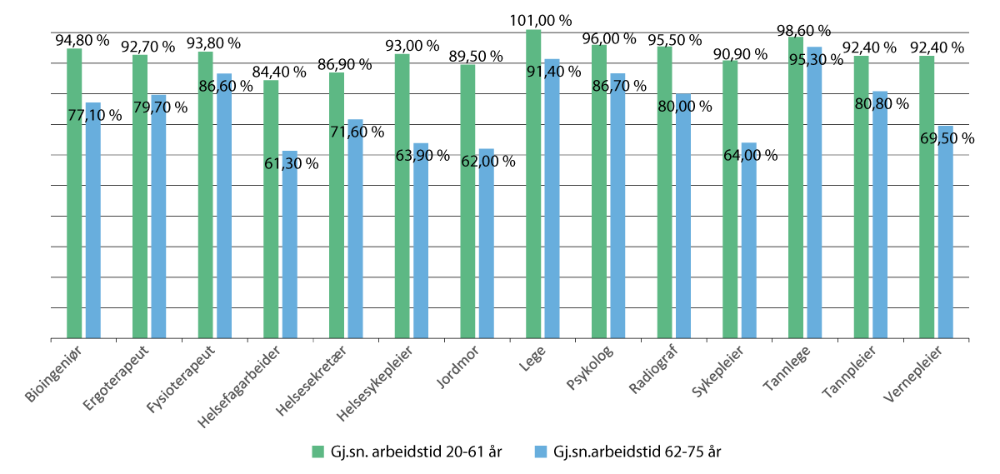 101,00 %
94,80 %
92,70 %
93,80 %
93,00 %
96,00 %
95,50 %
98,60 %
92,40 %
92,40 %
84,40 %
86,90 %
89,50 %
90,90 %
77,10 %
79,70 %
86,60 %
61,30 %
71,60 %
63,90 %
62,00 %
91,40 %
86,70 %
80,00 %
64,00 %
95,30 %
80,80 %
69,50 %
Bioingeniør
Ergoterapeut
Fysioterapeut
Helsefagarbeider
Helsesekretær
Helsesykepleier
Jordmor
Lege
Psykolog
Radiograf
Sykepleier
Tannlege
Tannpleier
Vernepleier
Gj.sn. arbeidstid 20-61 år
Gj.sn.arbeidstid 62-75 år